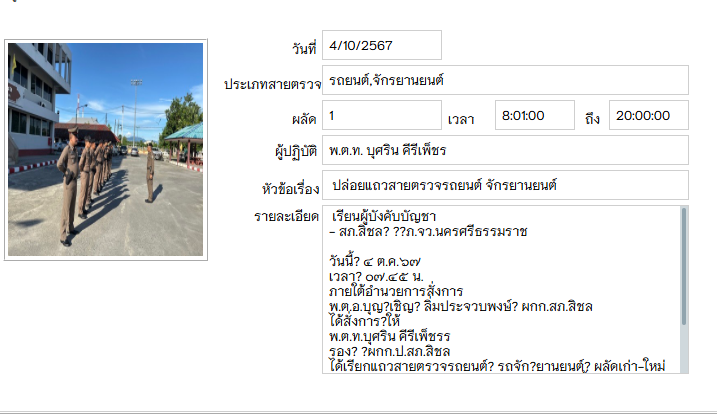 วันที่ 4/10/2567
ประเภทสายตรวจ รถยนต์,จักรยานยนต์
ผลัด 1 เวลา 8:01:00 ถึง 20:00:00
ผู้ปฏิบัติ พ.ต.ท. บุศริน คีรีเพ็ชร
หัวข้อเรื่อง ปล่อยแถวสายตรวจรถยนต์ จักรยานยนต์
รายละเอียด เรียนผู้บังคับบัญชา
- สภ.สิชล? ??ภ.จว.นครศรีธรรมราช
วันนี้? ๔ ต.ค.๖๗
เวลา? ๐๗.๔๕ น.
ภายใต้อำนวยการสั่งการ
พ.ต.อ.บุญ?เชิญ? ลิ่มประจวบพงษ์? ผกก.สภ.สิชล
ได้สั่งการ?ให้
พ.ต.ท.บุศริน คีรีเพ็ชรร
รอง? ?ผกก.ป.สภ.สิชล
ได้เรียกแถวสายตรวจรถยนต์? รถจัก?ยานยนต์? ผลัดเก่า-ใหม่